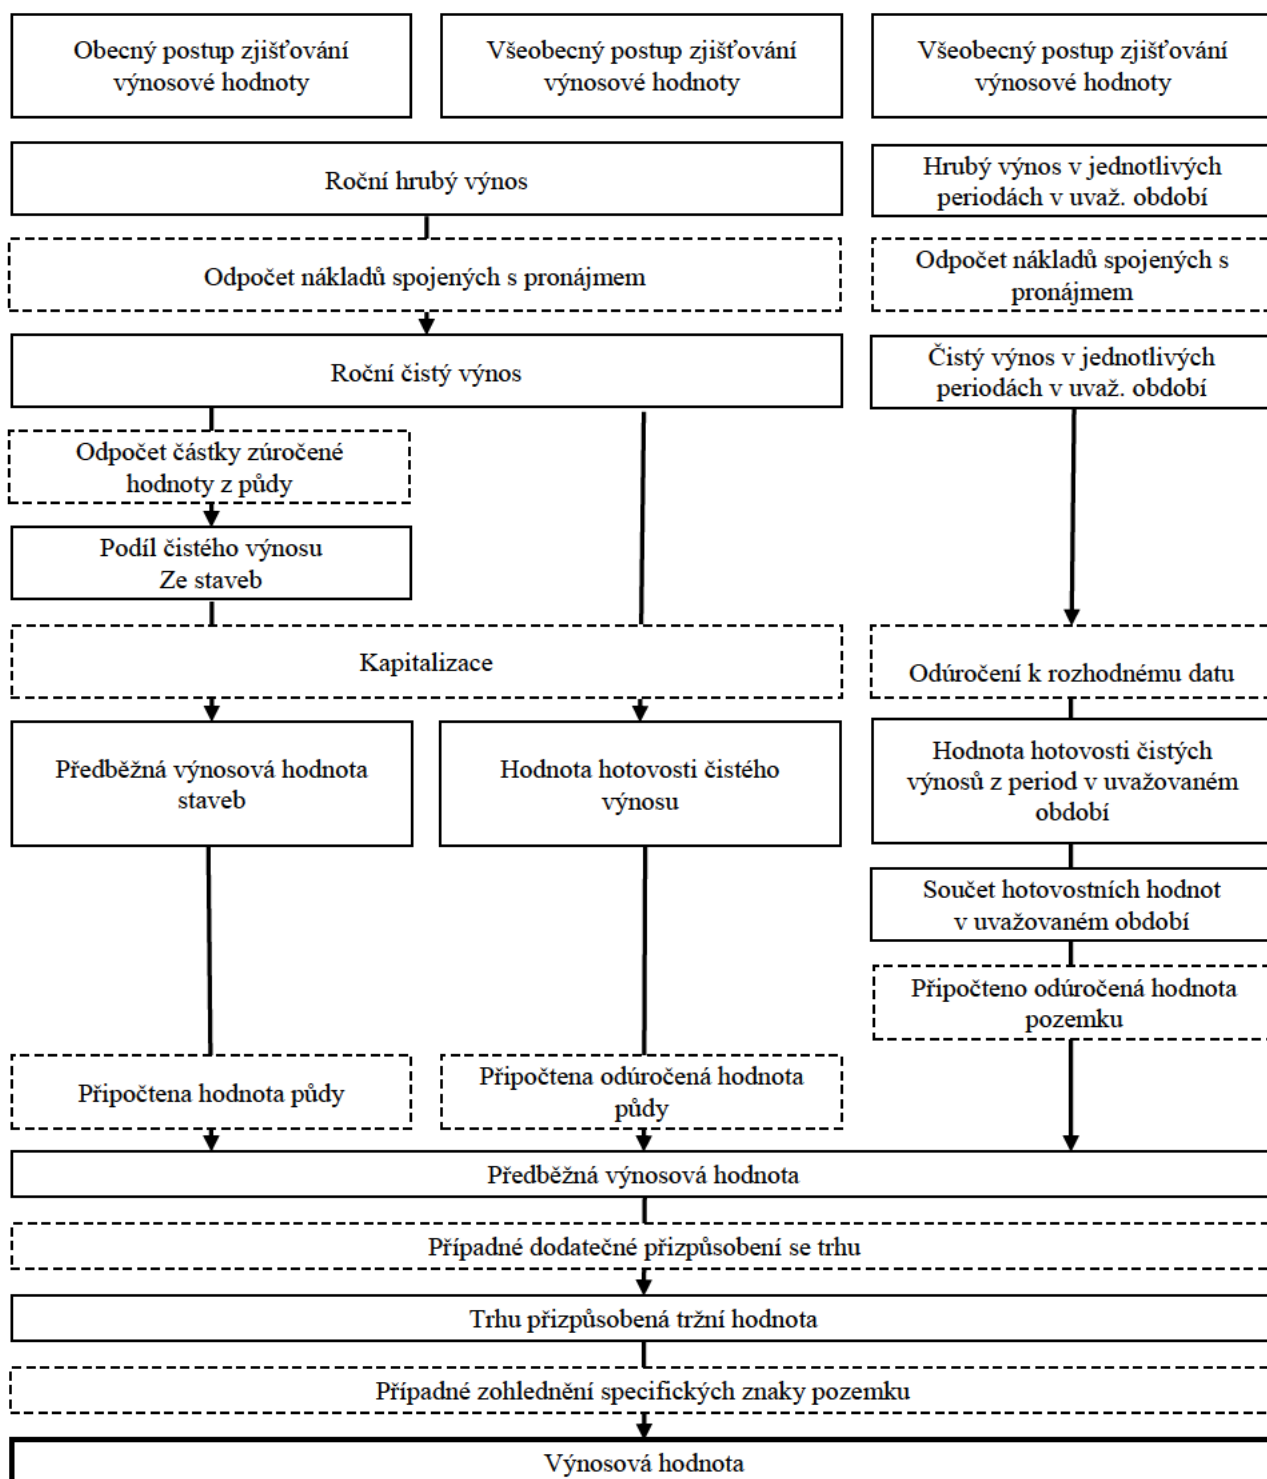 Obecný postup zjišťování
výnosové hodnoty
Všeobecný postup zjišťování
výnosové hodnoty
Všeobecný postup zjišťování
výnosové hodnoty
Roční hrubý výnos
Hrubý výnos v jednotlivých
periodách v uvaž. období
Odpočet nákladů spojených s pronájmem
Odpočet nákladů spojených s
pronájmem
Roční čistý výnos
Čistý výnos v jednotlivých
periodách v uvaž. období
Odpočet částky zúročené
hodnoty z půdy
Podíl čistého výnosu
Ze staveb
Kapitalizace
Odúročení k rozhodnému datu
Předběžná výnosová hodnota
staveb
Hodnota hotovosti čistého
výnosu
Hodnota hotovosti čistých
výnosů z period v uvažovaném
období
Součet hotovostních hodnot
v uvažovaném období
Připočteno odúročená hodnota
pozemku
Připočtena hodnota půdy
Připočtena odúročená hodnota
půdy
Předběžná výnosová hodnota
Případné dodatečné přizpůsobení se trhu
Trhu přizpůsobená tržní hodnota
Případné zohlednění specifických znaky pozemku
Výnosová hodnota